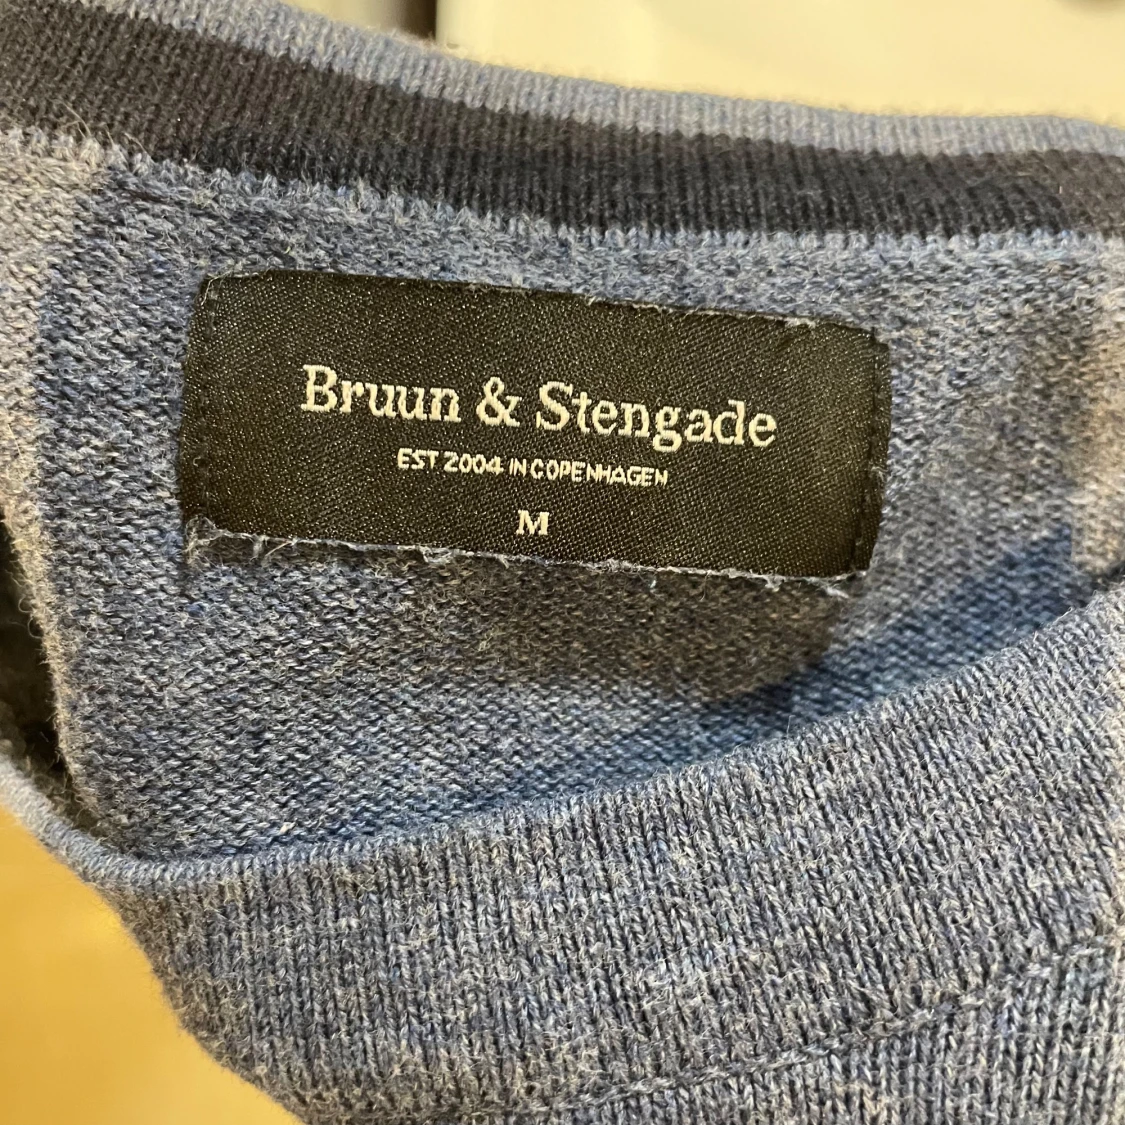 Bruun & Stengade
EST 2004 IN COPENHAGEN
M